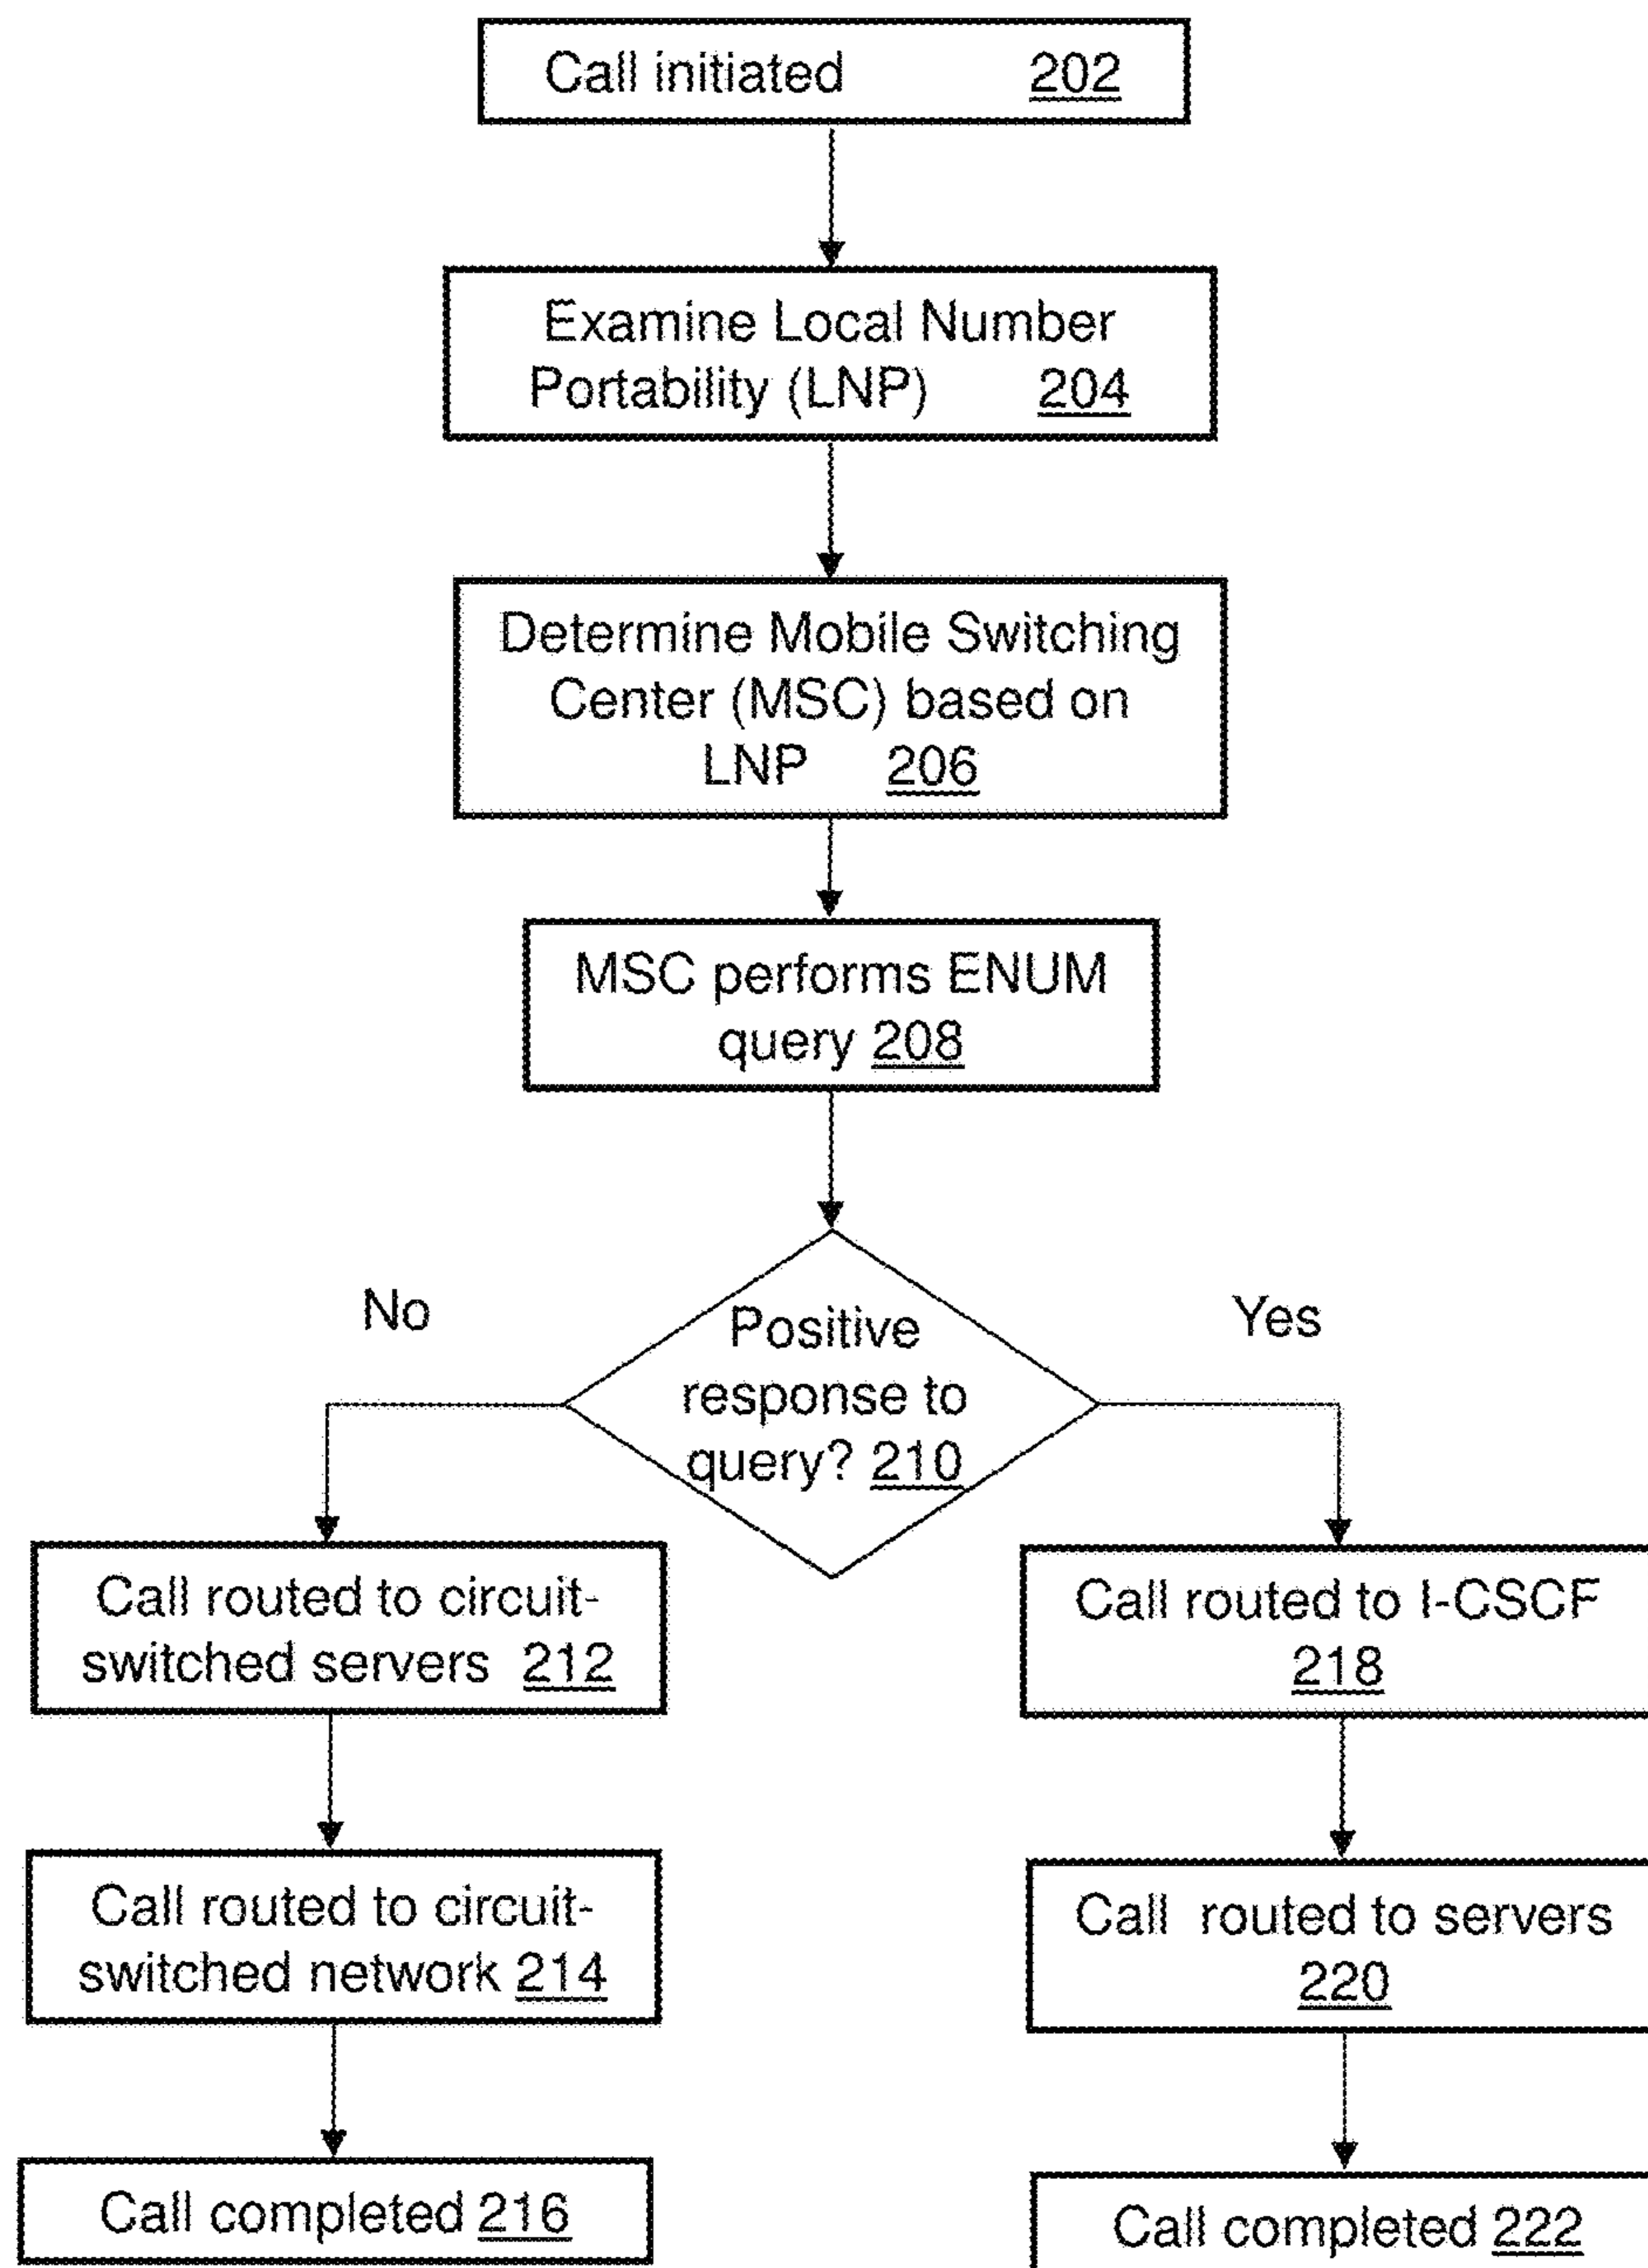 Call initiated 202
Examine Local Number
Portability (LNP) 204
Determine Mobile Switching
Center (MSC) based on
LNP 206
MSC performs ENUM
query 208
No
Yes
Positive
response to
query? 210
Call routed to circuit-
switched servers 212
Call routed to circuit-
switched network 214
Call completed 216
Call routed to I-CSCF
218
Call routed to servers
220
Call completed 222